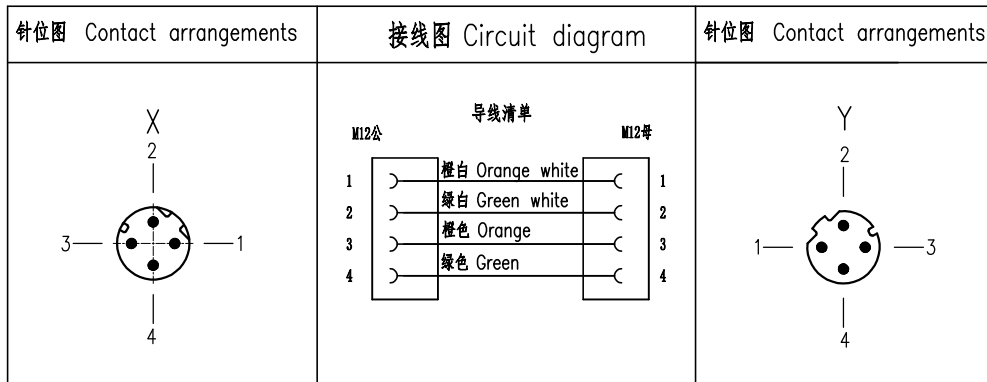 针位图 Contact arrangements
接线图 Circuit diagram
针位图 Contact arrangements
X
2
3
1
4
导线清单
M12公
M12母
1 橙白 Orange white 1
2 绿白 Green white 2
3 橙色 Orange 3
4 绿色 Green 4
Y
2
1
3
4